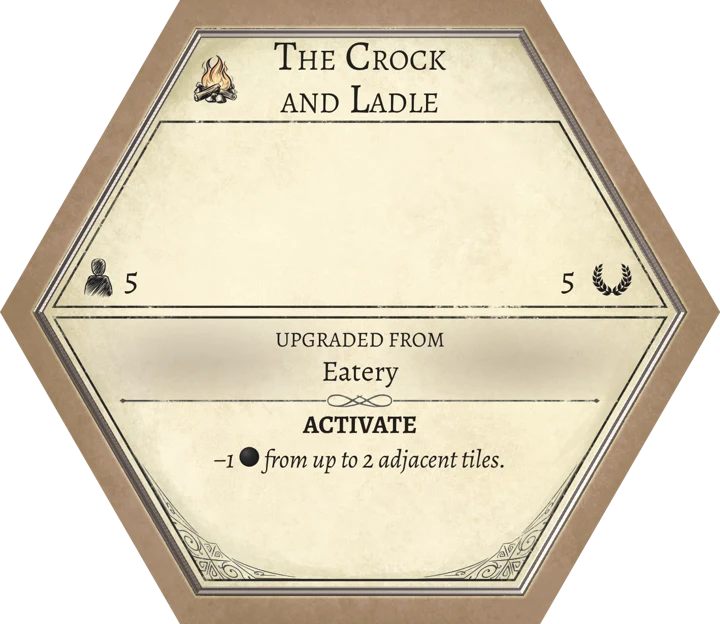 The Crock
and Ladle
5
5
UPGRADED FROM
Eatery
ACTIVATE
–1 from up to 2 adjacent tiles.